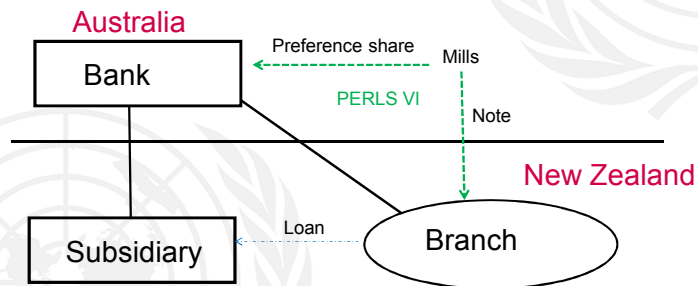 Australia
Preference share
Mills
Bank
PERLS VI
Note
New Zealand
Loan
Branch
Subsidiary